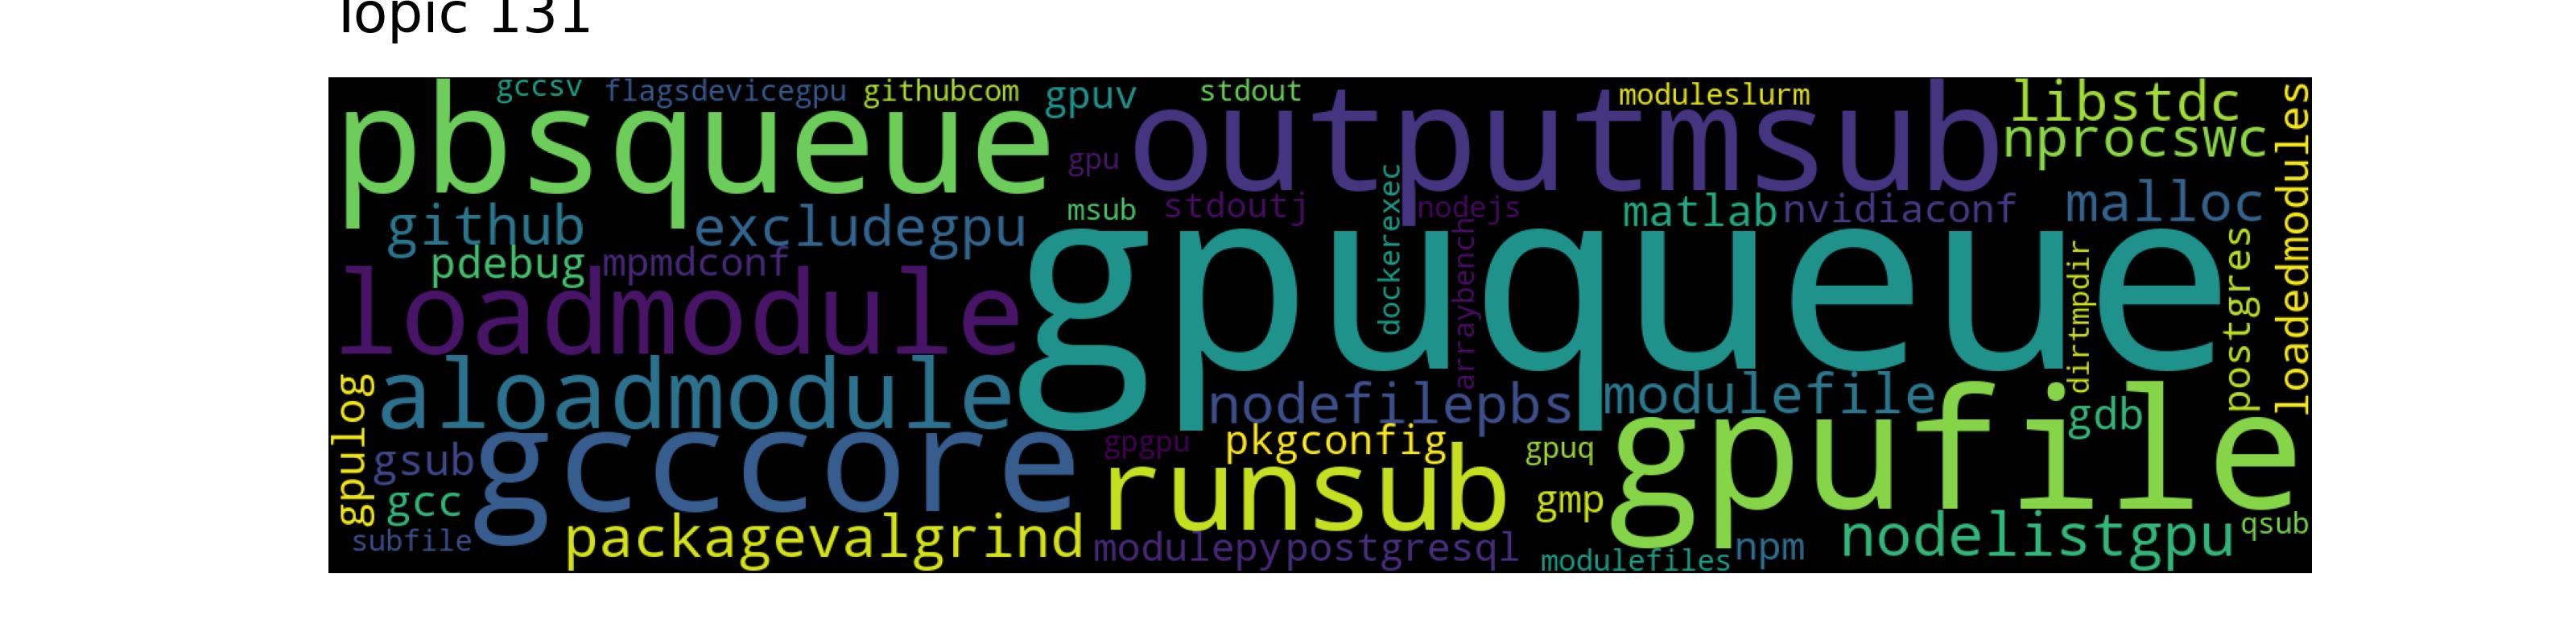 Topic 131
gccsv flagsdevicegpu githubcom gpuv stdout moduleslurm libstdc
pbsqueue gpu outputmsub nprocswc
github excludegpu msub stdoutj nodejs matlab nvidiaconf malloc
pdebug mpmdconf
loadmodule gpuqueue
dockerexec
arraybench
dirtmpdir
postgres
loadedmodules
aloadmodule nodefilepbs modulefile gdb
gpulog
gsub gcccore gpgpu pkgconfig gpuq gpufile
gcc runsub gmp
subfile packagevalgrind modulepypostgresql modulefiles npm nodelistgpu qsub